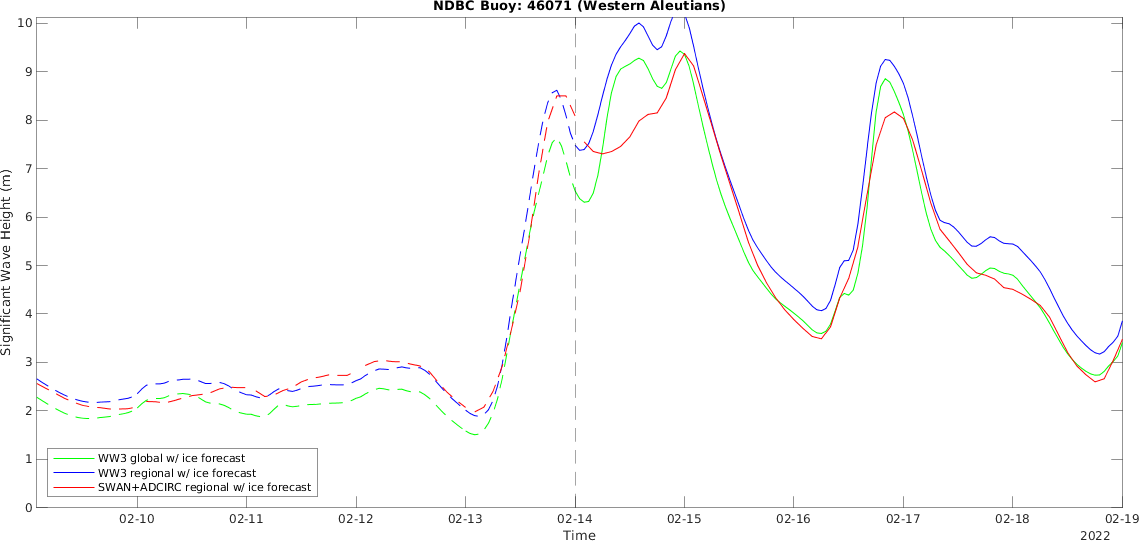 NDBC Buoy: 46071 (Western Aleutians)
10
9
8
7
6
5
4
3
2
1
0
Significant Wave Height (m)
WW3 global w/ ice forecast
WW3 regional w/ ice forecast
SWAN+ADCIRC regional w/ ice forecast
02-10 02-11 02-12 02-13 02-14 02-15 02-16 02-17 02-18 02-19
Time
2022